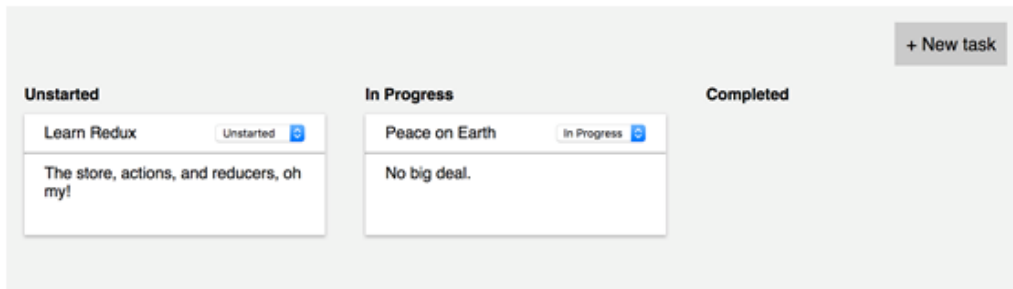 + New task
Unstarted
In Progress
Completed
Learn Redux
Unstarted
Peace on Earth
In Progress
The store, actions, and reducers, oh
my!
No big deal.